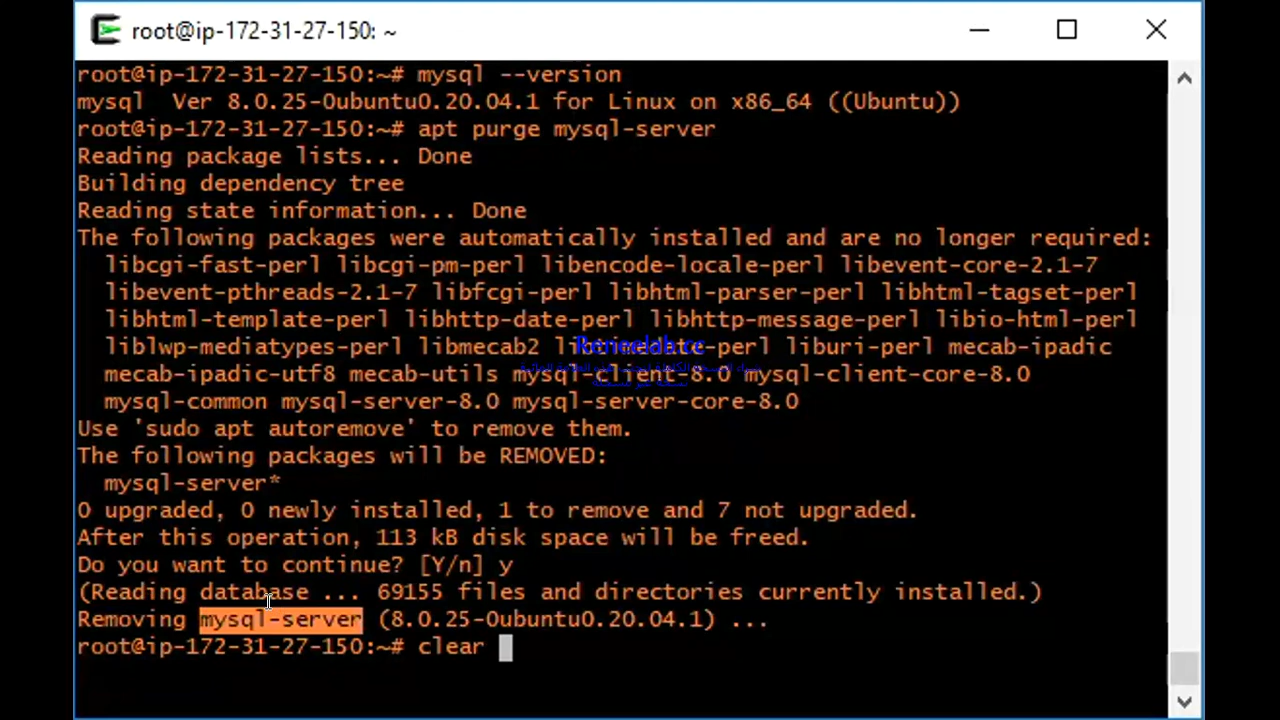 root@ip-172-31-27-150: ~
root@ip-172-31-27-150:~# mysql --version
mysql  Ver 8.0.25-0ubuntu0.20.04.1 for Linux on x86_64 ((Ubuntu))
root@ip-172-31-27-150:~# apt purge mysql-server
Reading package lists... Done
Building dependency tree
Reading state information... Done
The following packages were automatically installed and are no longer required:
  libcgi-fast-perl libcgi-pm-perl libencode-locale-perl libevent-core-2.1-7
  libevent-pthreads-2.1-7 libfcgi-perl libhtml-parser-perl libhtml-tagset-perl
  libhtml-template-perl libhttp-date-perl libhttp-message-perl libio-html-perl
  liblwp-mediatypes-perl libmecab2 liburi-perl mecab-ipadic
Reneelab.cc
  mecab-ipadic-utf8 mecab-utils mysql-client-8.0 mysql-client-core-8.0
  mysql-common mysql-server-8.0 mysql-server-core-8.0
Use 'sudo apt autoremove' to remove them.
The following packages will be REMOVED:
  mysql-server*
0 upgraded, 0 newly installed, 1 to remove and 7 not upgraded.
After this operation, 113 kB disk space will be freed.
Do you want to continue? [Y/n] y
(Reading database ... 69155 files and directories currently installed.)
Removing mysql-server (8.0.25-0ubuntu0.20.04.1) ...
root@ip-172-31-27-150:~# clear